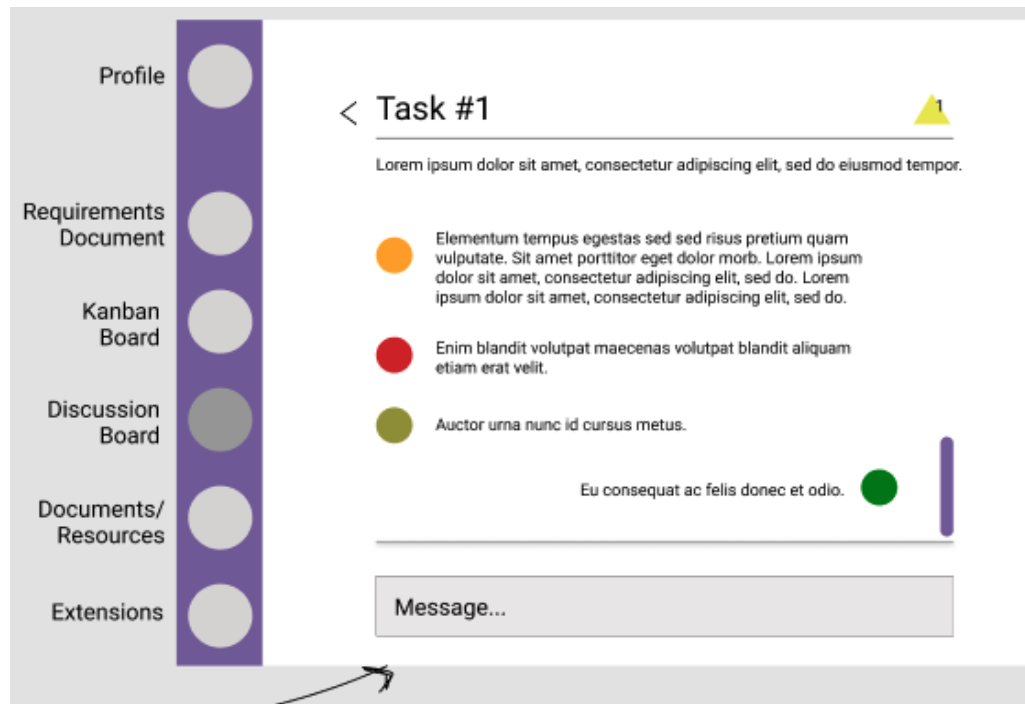 Profile
Requirements
Document
Kanban
Board
Discussion
Board
Documents/
Resources
Extensions
< Task #1
1
Lorem ipsum dolor sit amet, consectetur adipiscing elit, sed do eiusmod tempor.
Elementum tempus egestas sed sed risus pretium quam
vulputate. Sit amet porttitor eget dolor morb. Lorem ipsum
dolor sit amet, consectetur adipiscing elit, sed do. Lorem
ipsum dolor sit amet, consectetur adipiscing elit, sed do.
Enim blandit volutpat maecenas volutpat blandit aliquam
etiam erat velit.
Auctor urna nunc id cursus metus.
Eu consequat ac felis donec et odio.
Message...